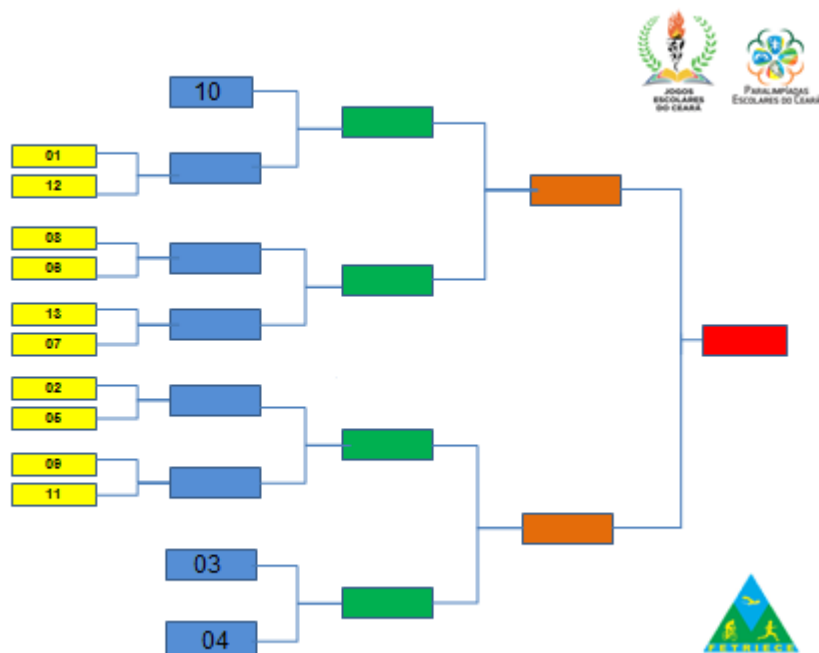 JOGOS
ESCOLARES
DO CEARÁ
PARALIMPÍADAS
ESCOLARES DO CEARÁ
10
01
12
08
06
13
07
02
05
09
11
03
04
FETRIECE